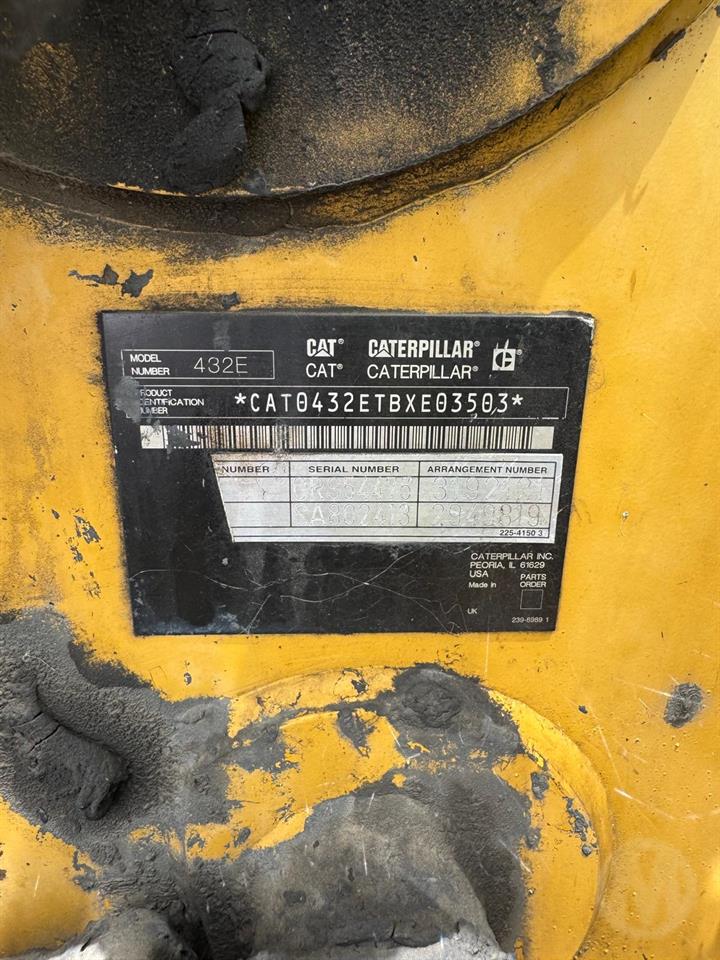 CAT® CATERPILLAR®
MODEL NUMBER 432E
CAT® CATERPILLAR®
PRODUCT IDENTIFICATION NUMBER *CAT0432ETBXE03503*
NUMBER SERIAL NUMBER ARRANGEMENT NUMBER
SA802413 2949819
225-4150 3
CATERPILLAR INC.
PEORIA, IL 61629
USA
Made in
PARTS ORDER
UK
239-6989 1